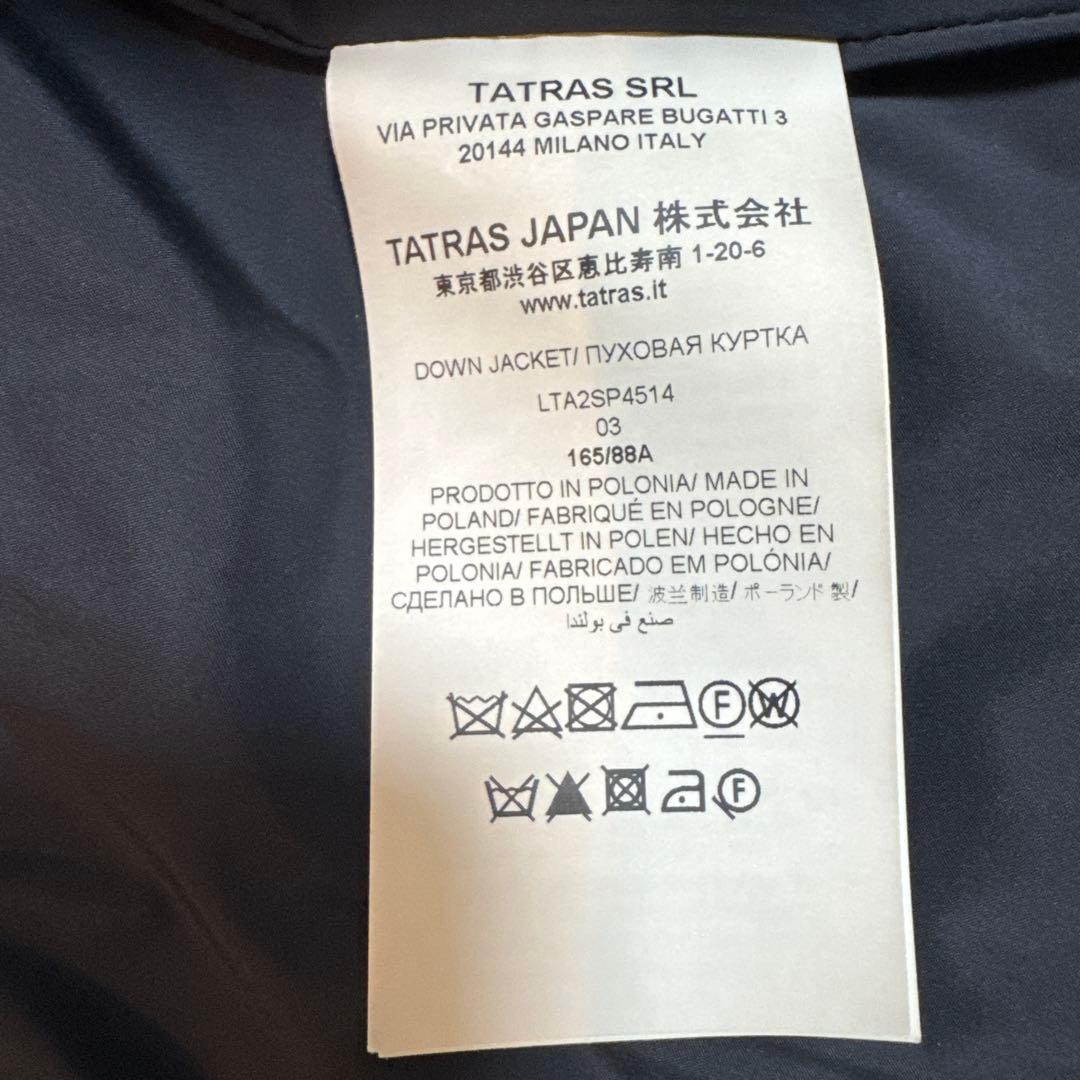 TATRAS SRL
VIA PRIVATA GASPARE BUGATTI 3
20144 MILANO ITALY
TATRAS JAPAN 株式会社
東京都渋谷区恵比寿南 1-20-6
www.tatras.it
DOWN JACKET/ ПУХОВАЯ КУРТКА
LTA2SP4514
03
165/88A
PRODOTTO IN POLONIA/ MADE IN
POLAND/ FABRIQUÉ EN POLOGNE/
HERGESTELLT IN POLEN/ HECHO EN
POLONIA/ FABRICADO EM POLÓNIA/
СДЕЛАНО В ПОЛЬШЕ/ 波兰制造/ ポーランド製/
صنع في بولندا
F W
F